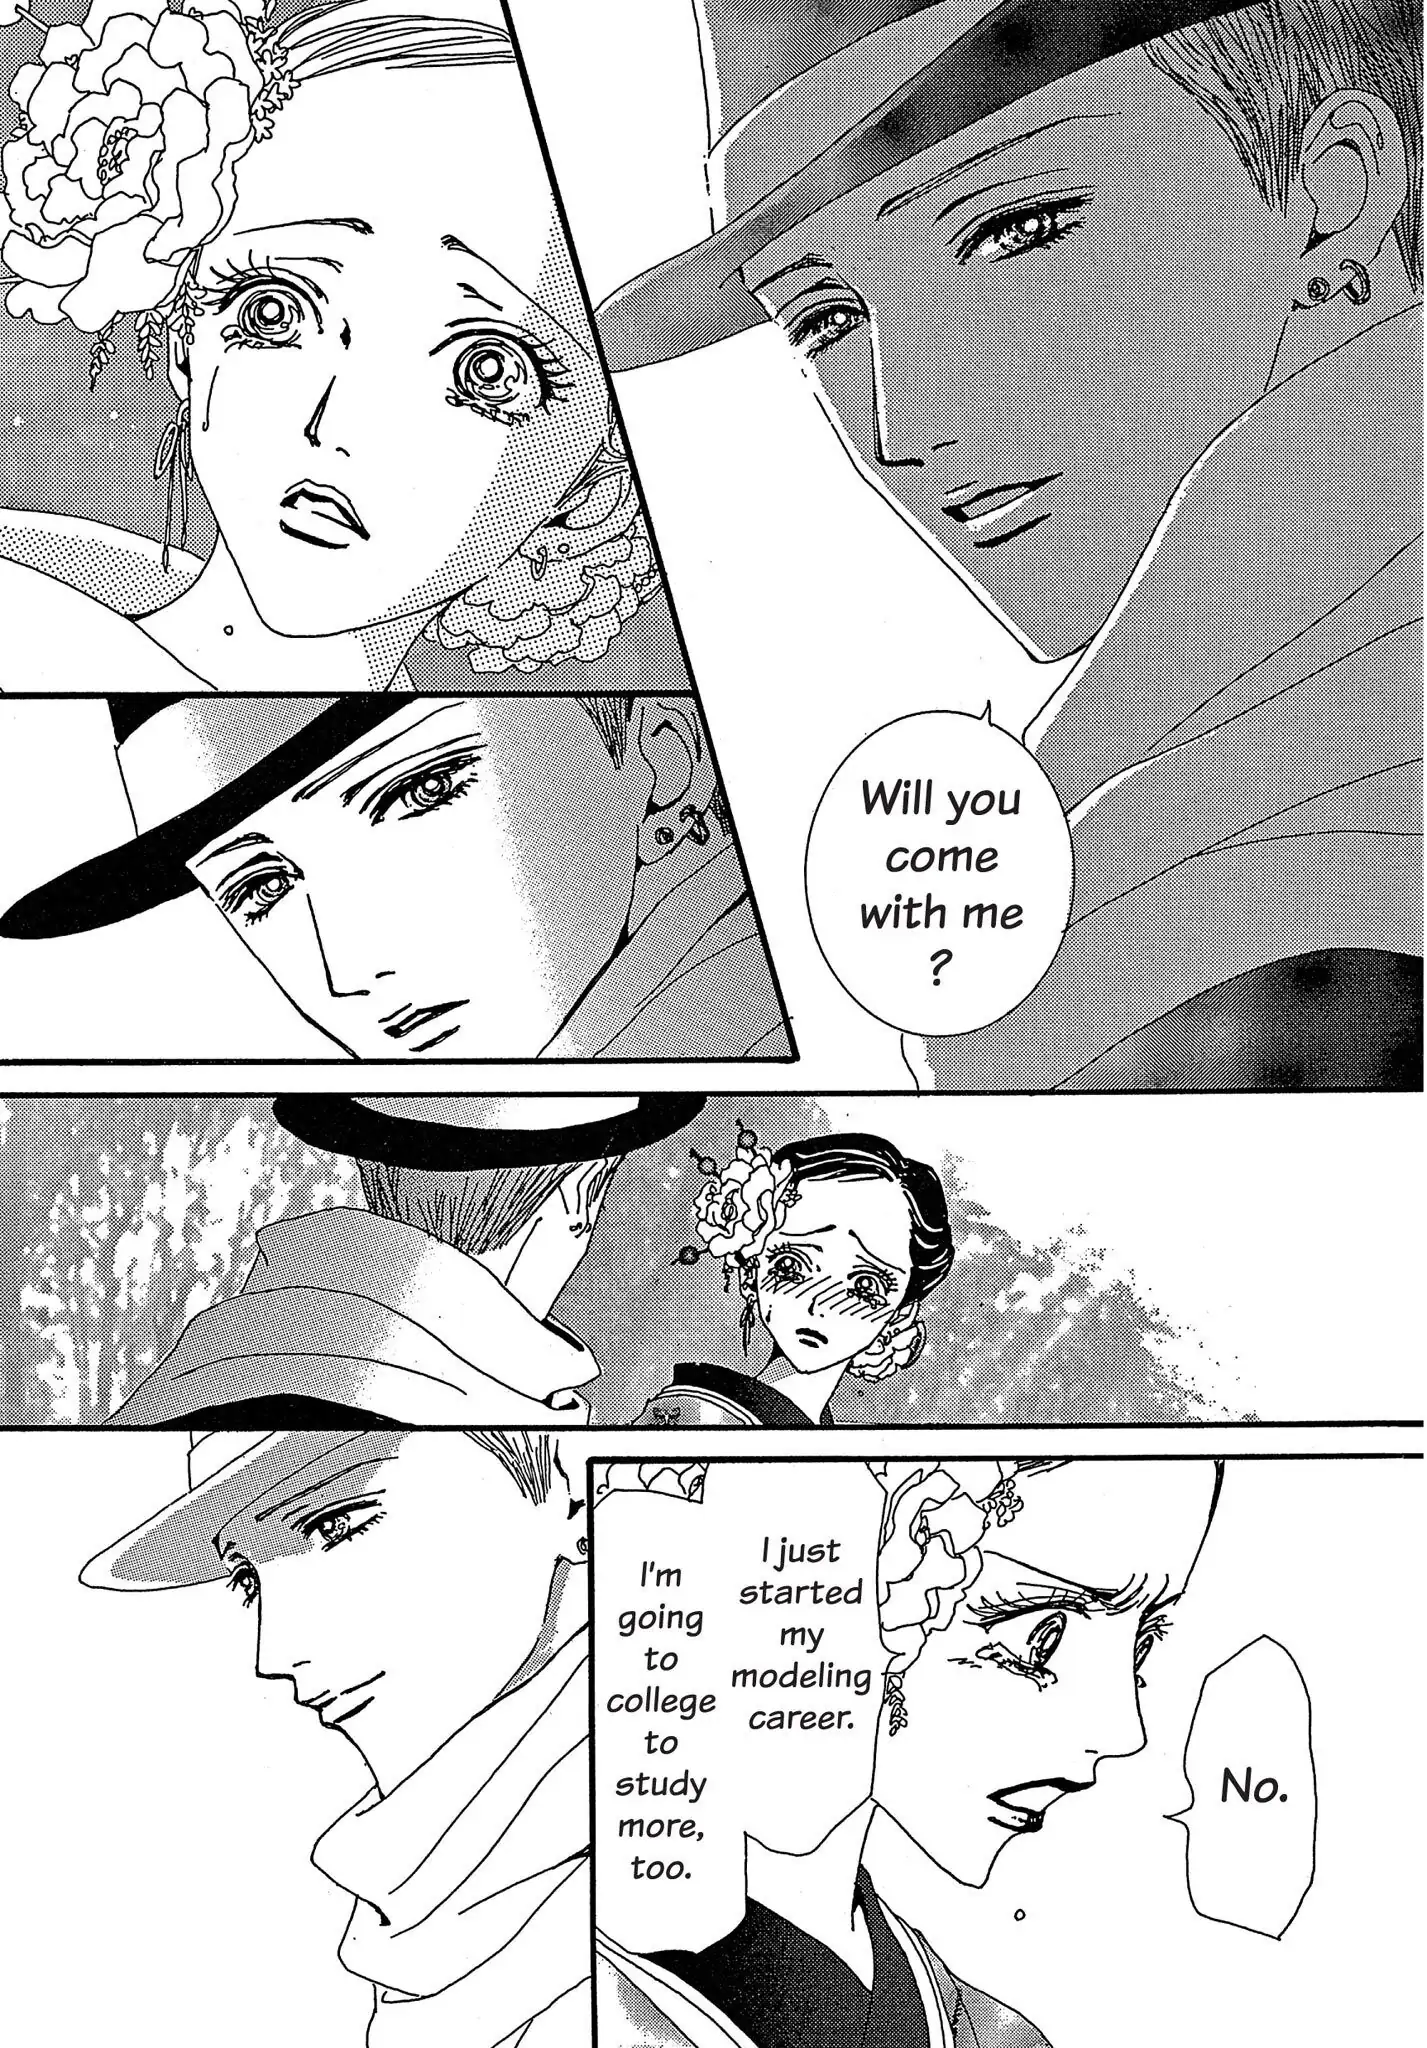 Will you
come
with me
?
No.
I just
started
my
modeling
career.
I'm
going
to
college
to
study
more,
too.